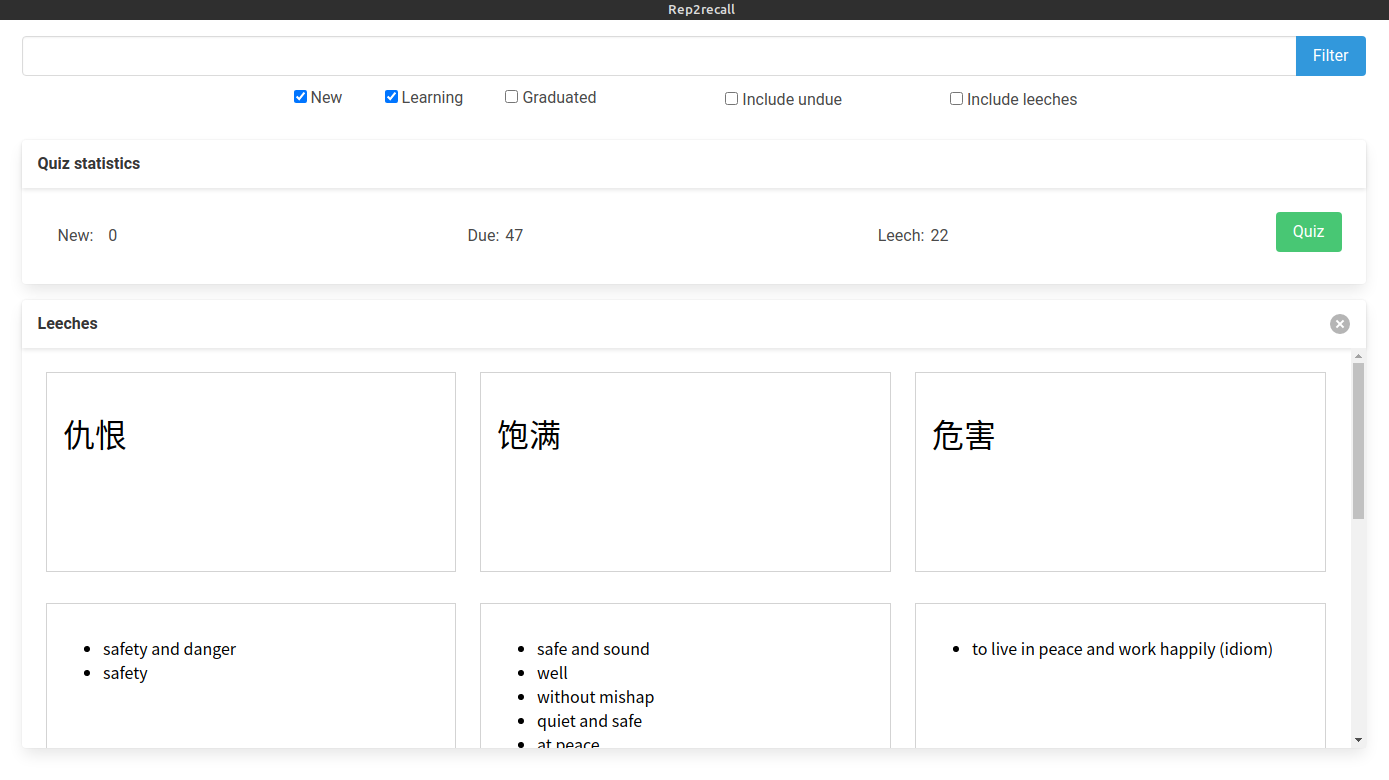 Rep2recall
Filter
New Learning Graduated Include undue Include leeches
Quiz statistics
New: 0 Due: 47 Leech: 22 Quiz
Leeches
仇恨 饱满 危害
safety and danger
safety
safe and sound
well
without mishap
quiet and safe
at peace
to live in peace and work happily (idiom)